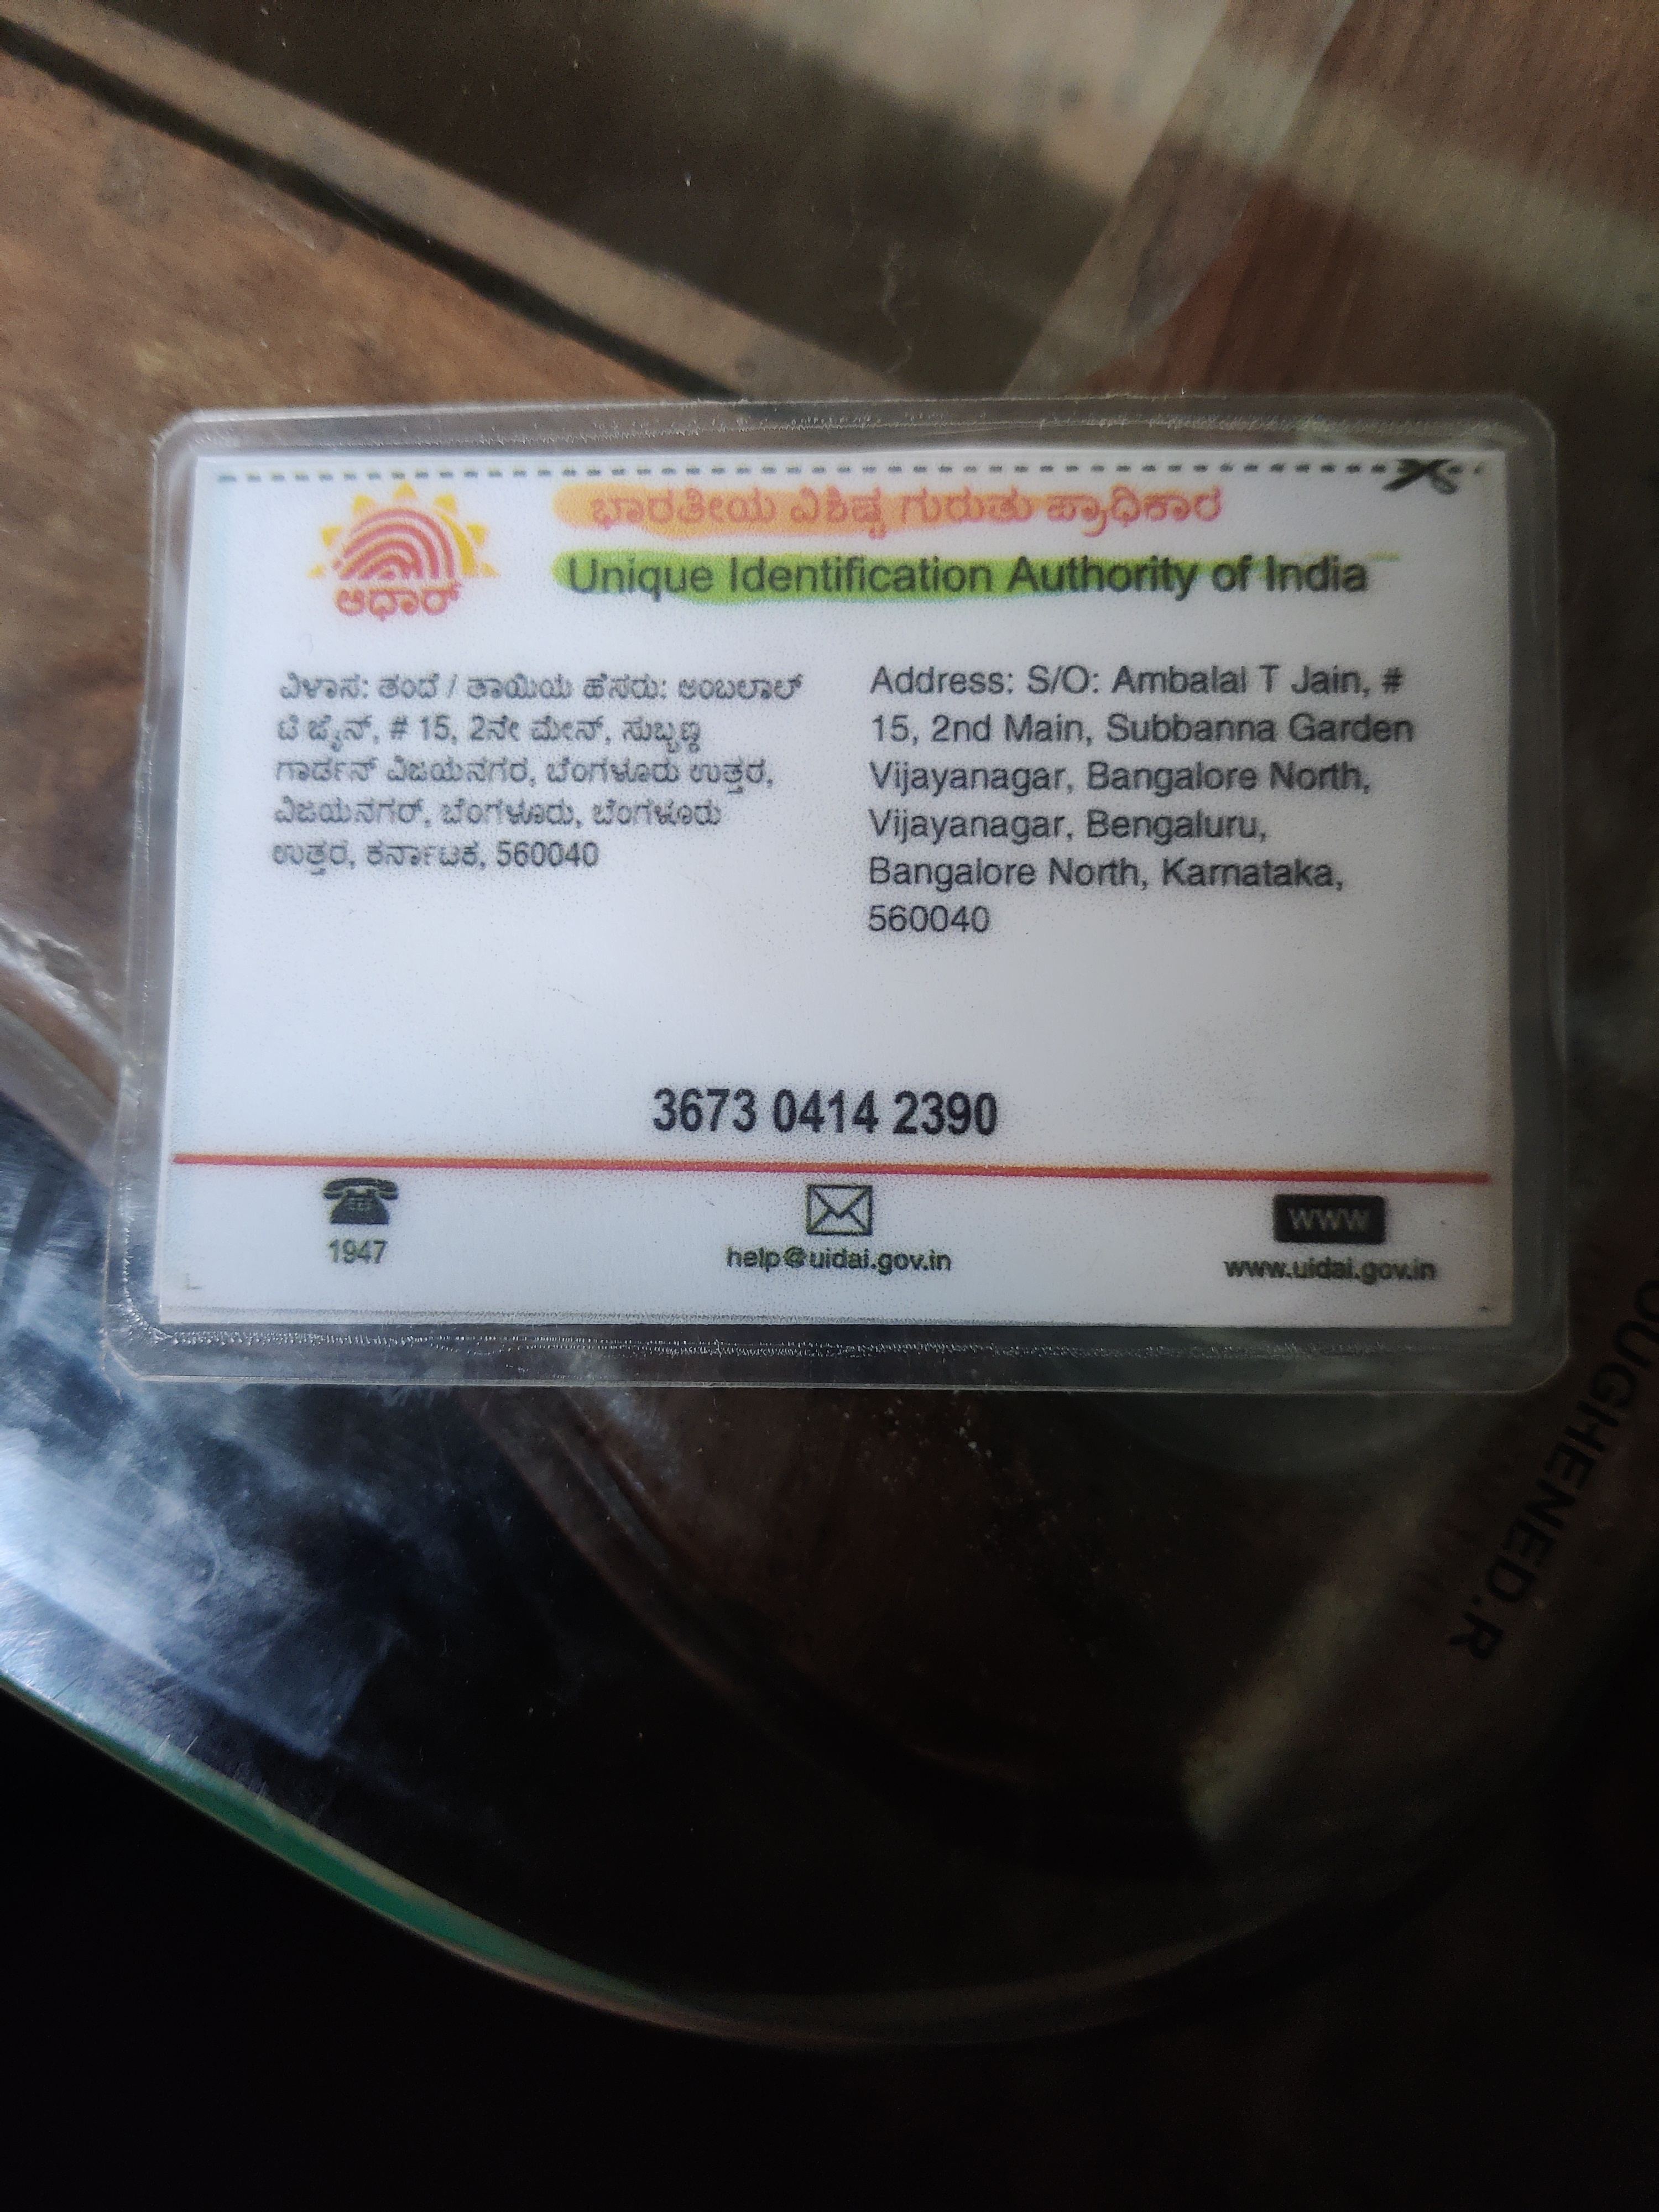 ಭಾರತೀಯ ವಿಶಿಷ್ಟ ಗುರುತು ಪ್ರಾಧಿಕಾರ
Unique Identification Authority of India
ಆಧಾರ್
ವಿಳಾಸ: ತಂದೆ / ತಾಯಿಯ ಹೆಸರು: ಅಂಬಲಾಲ್
ಟಿ ಜೈನ್, # 15, 2ನೇ ಮೇನ್, ಸುಬ್ಬಣ್ಣ
ಗಾರ್ಡನ್ ವಿಜಯನಗರ, ಬೆಂಗಳೂರು ಉತ್ತರ,
ವಿಜಯನಗರ್, ಬೆಂಗಳೂರು, ಬೆಂಗಳೂರು
ಉತ್ತರ, ಕರ್ನಾಟಕ, 560040
Address: S/O: Ambalal T Jain, #
15, 2nd Main, Subbanna Garden
Vijayanagar, Bangalore North,
Vijayanagar, Bengaluru,
Bangalore North, Karnataka,
560040
3673 0414 2390
1947
help@uidai.gov.in
WWW
www.uidai.gov.in
OUGHENED.R